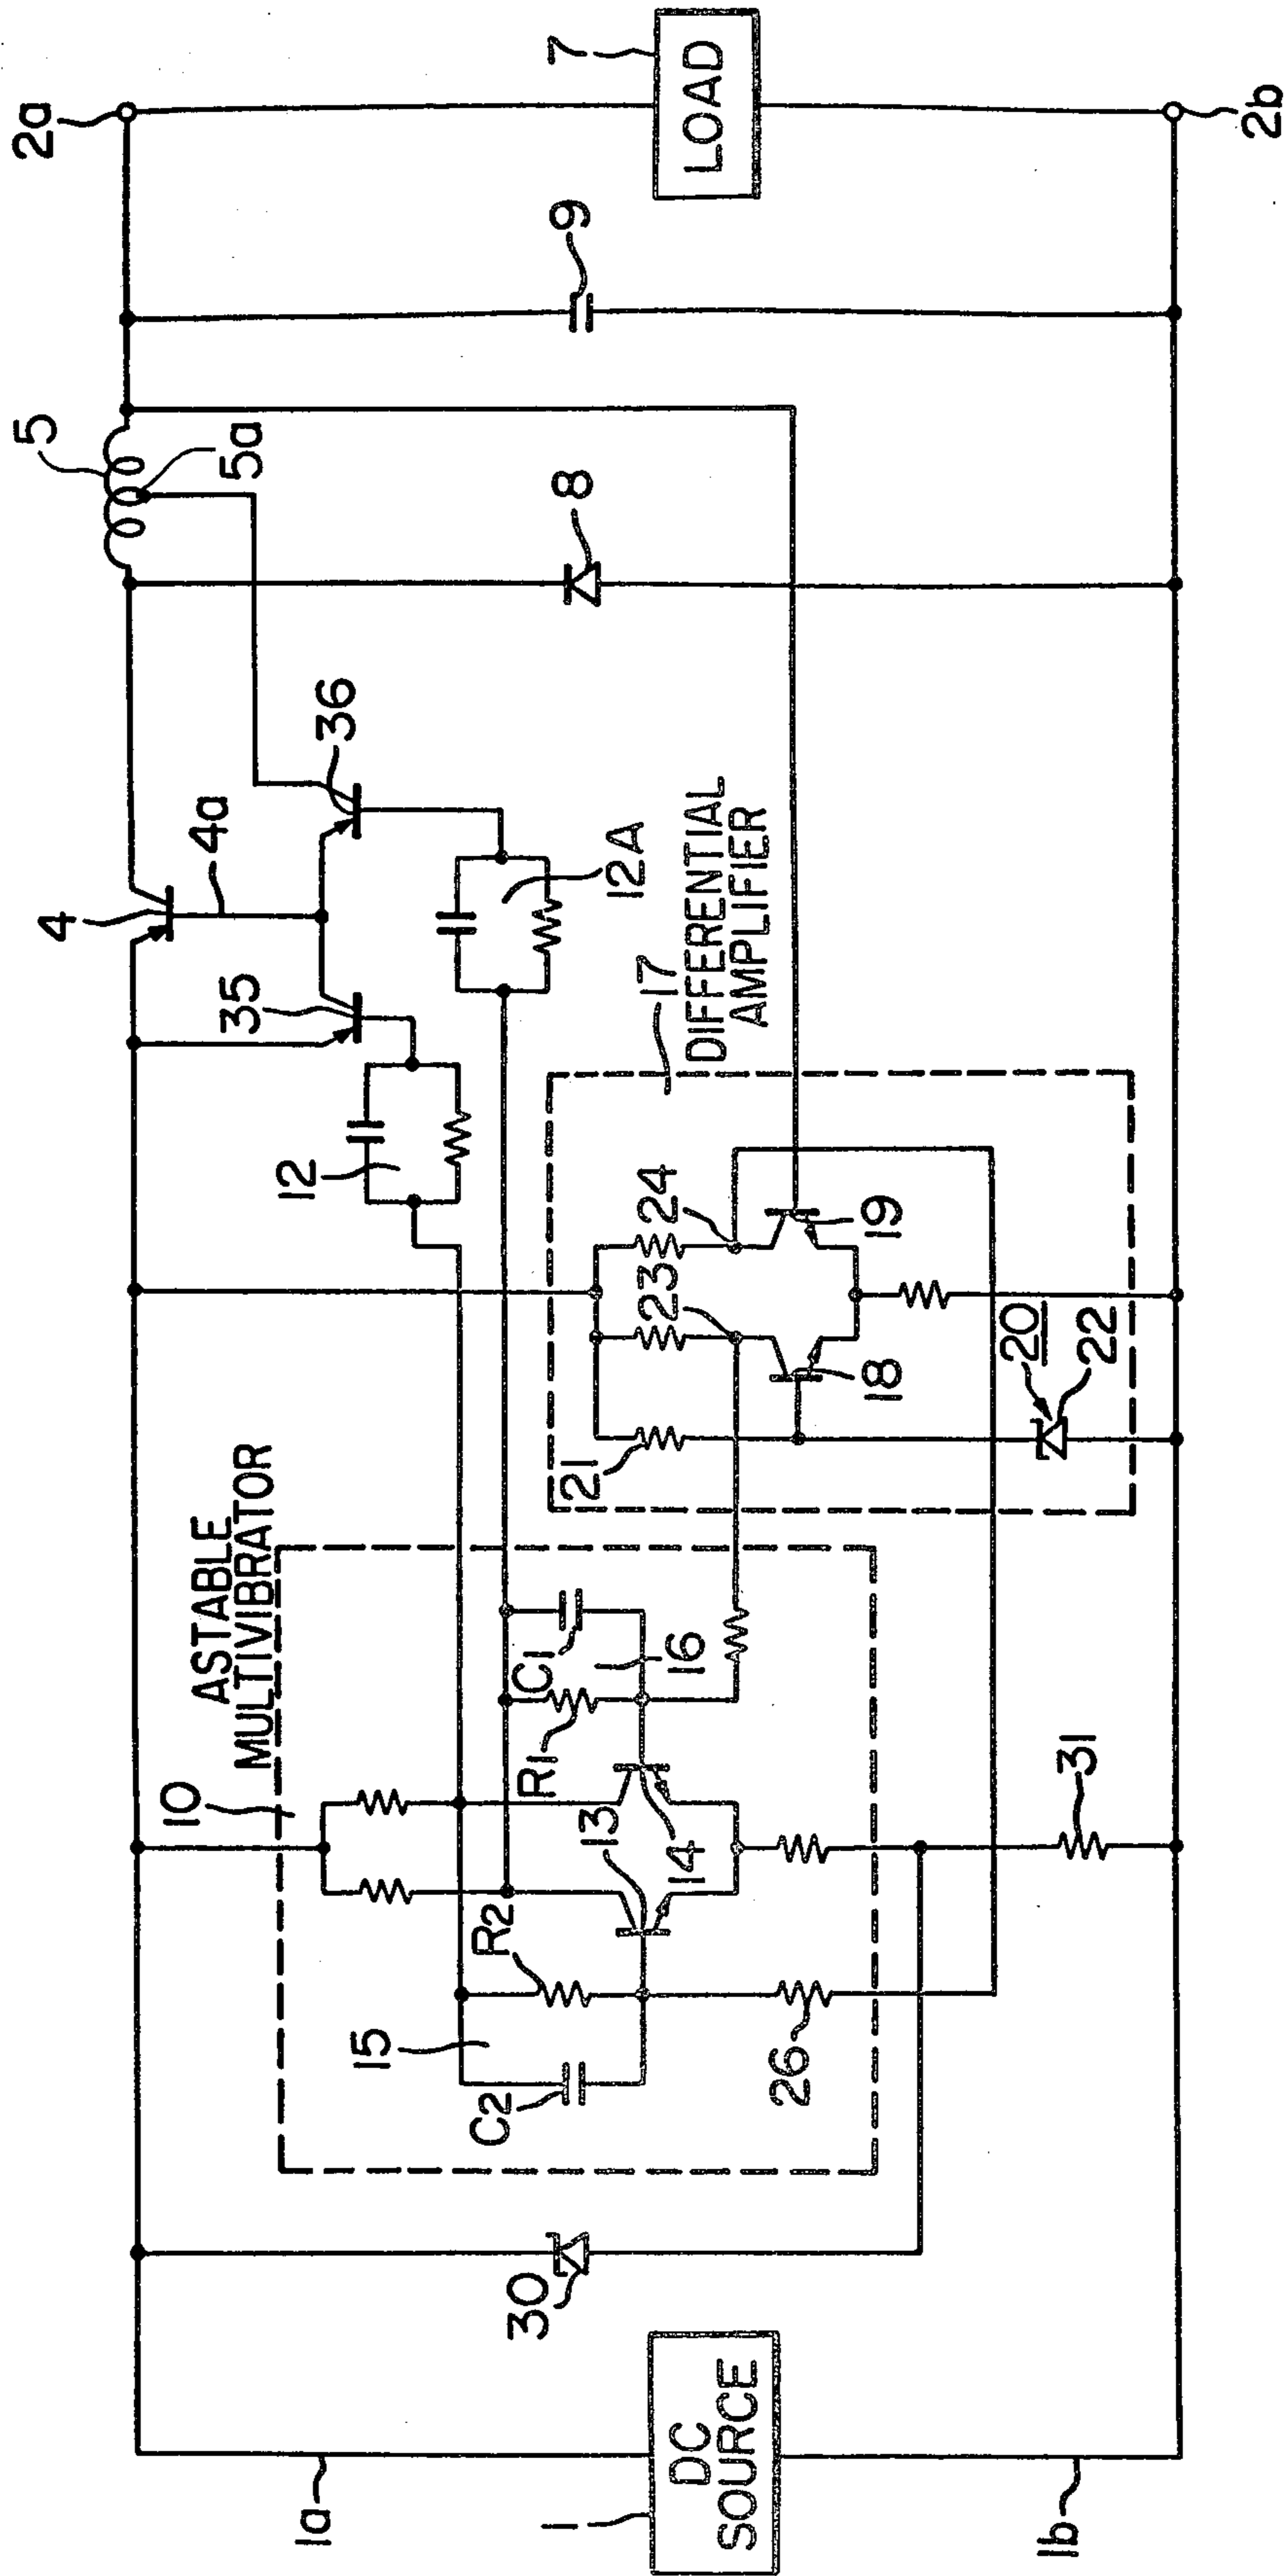 2a
5
5a
4
4a
35
36
12
12A
8
9
7
LOAD
2b
ASTABLE
MULTIVIBRATOR
10
17
DIFFERENTIAL
AMPLIFIER
C1
16
R1
R2
13
14
15
C2
26
21
23
24
18
19
20
22
31
30
1a
1
DC
SOURCE
1b